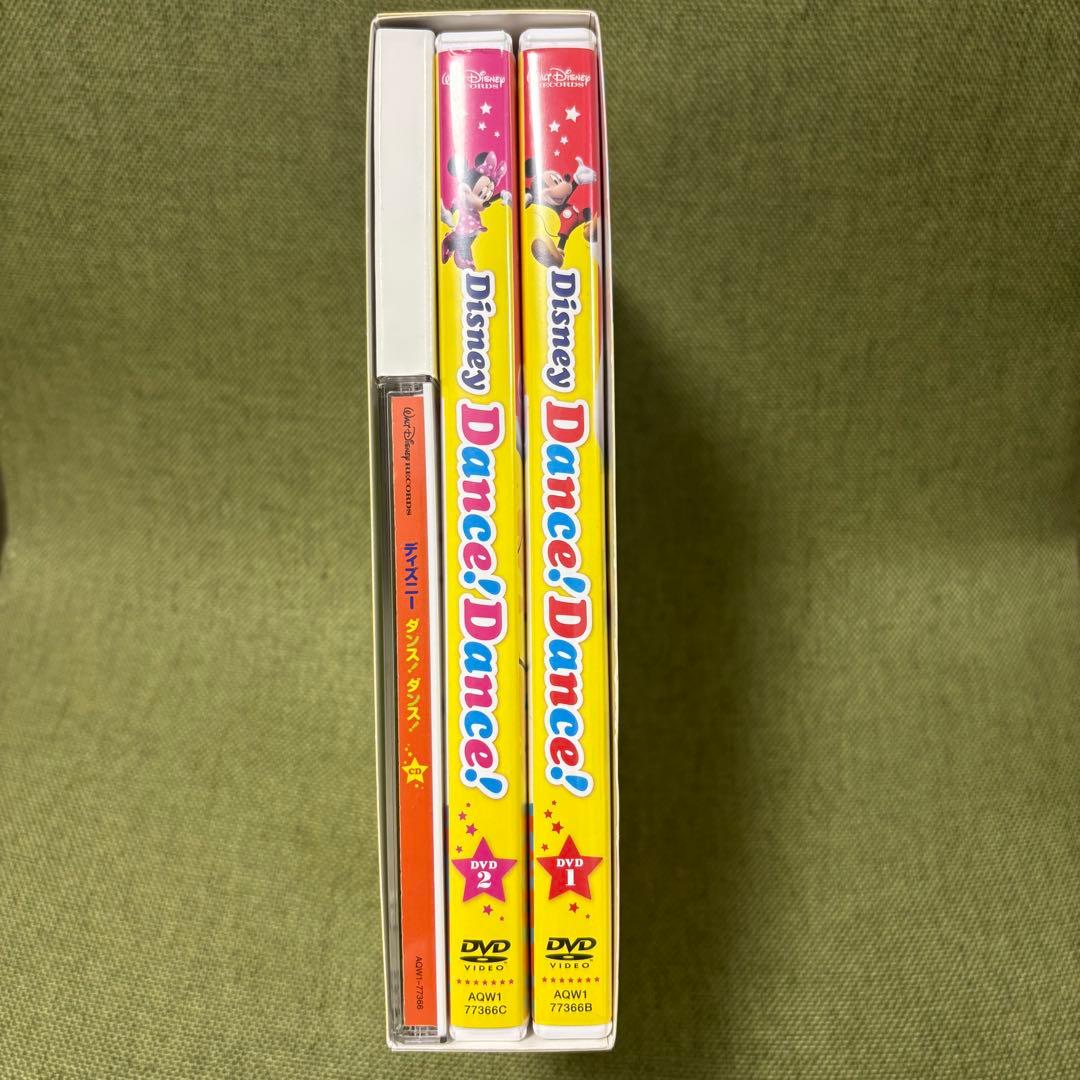 WALT DISNEY RECORDS
ディズニー ダンス! ダンス!
CD
AQW1-77366
WALT DISNEY
RECORDS
Disney Dance! Dance!
DVD
2
DVD
VIDEO
AQW1
77366C
WALT DISNEY
RECORDS
Disney Dance! Dance!
DVD
1
DVD
VIDEO
AQW1
77366B